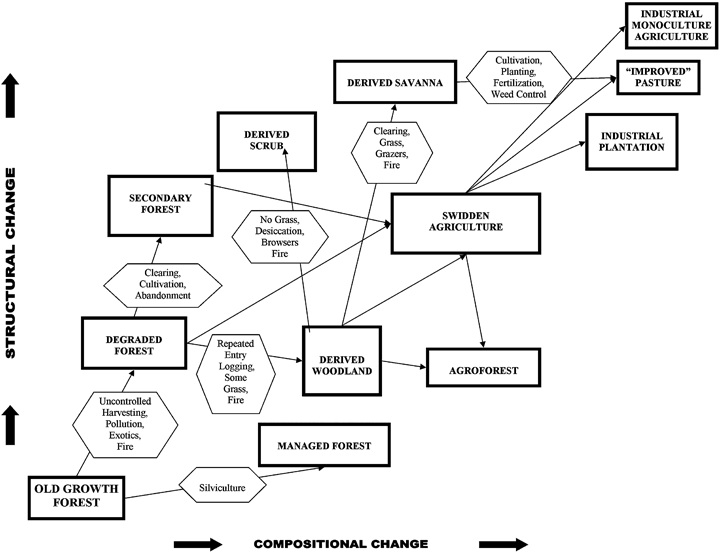 INDUSTRIAL
MONOCULTURE
AGRICULTURE
DERIVED SAVANNA
Cultivation,
Planting,
Fertilization,
Weed Control
“IMPROVED”
PASTURE
DERIVED
SCRUB
Clearing,
Grass,
Grazers,
Fire
INDUSTRIAL
PLANTATION
SECONDARY
FOREST
No Grass,
Desiccation,
Browsers
Fire
SWIDDEN
AGRICULTURE
Clearing,
Cultivation,
Abandonment
STRUCTURAL CHANGE
DEGRADED
FOREST
Repeated
Entry
Logging,
Some
Grass,
Fire
DERIVED
WOODLAND
AGROFOREST
Uncontrolled
Harvesting,
Pollution,
Exotics,
Fire
MANAGED FOREST
OLD GROWTH
FOREST
Silviculture
COMPOSITIONAL CHANGE